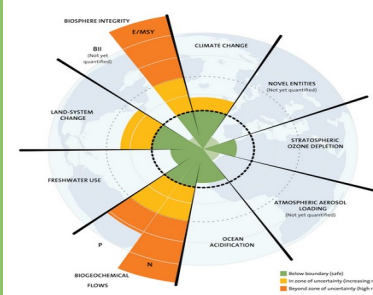 BIOSPHERE INTEGRITY
E/MSY
CLIMATE CHANGE
BII
(Not yet
quantified)
NOVEL ENTITIES
(Not yet quantified)
LAND-SYSTEM
CHANGE
STRATOSPHERIC
OZONE DEPLETION
FRESHWATER USE
ATMOSPHERIC AEROSOL
LOADING
(Not yet quantified)
P
OCEAN
ACIDIFICATION
N
BIOGEOCHEMICAL
FLOWS
Below boundary (safe)
In zone of uncertainty (increasing
Beyond zone of uncertainty (high